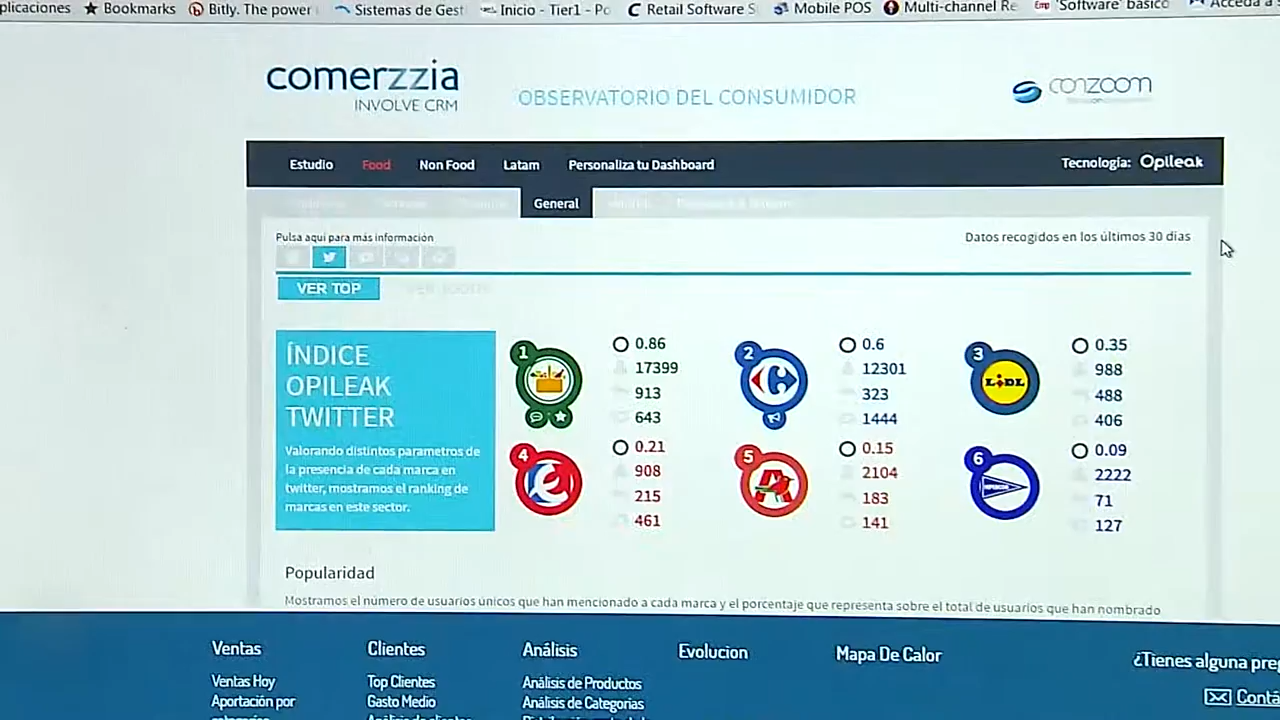 plicaciones Bookmarks Bitly. The power Sistemas de Gest Inicio - Tier1 - Po Retail Software S Mobile POS Multi-channel Re 'Software' básico Acceda a s
comerzzia
INVOLVE CRM
OBSERVATORIO DEL CONSUMIDOR
conzoom
Estudio Food Non Food Latam Personaliza tu Dashboard Tecnología: Opileak
General
Pulsa aquí para más información
Datos recogidos en los últimos 30 días
VER TOP
ÍNDICE
OPILEAK
TWITTER
Valorando distintos parametros de
la presencia de cada marca en
twitter, mostramos el ranking de
marcas en este sector.
1
0.86
17399
913
643
2
0.6
12301
323
1444
3
LIDL
0.35
988
488
406
4
0.21
908
215
461
5
0.15
2104
183
141
6
0.09
2222
71
127
Popularidad
Mostramos el número de usuarios únicos que han mencionado a cada marca y el porcentaje que representa sobre el total de usuarios que han nombrado
Ventas Clientes Análisis Evolucion Mapa De Calor ¿Tienes alguna preg
Ventas Hoy Top Clientes Análisis de Productos
Aportación por Gasto Medio Análisis de Categorias Conta